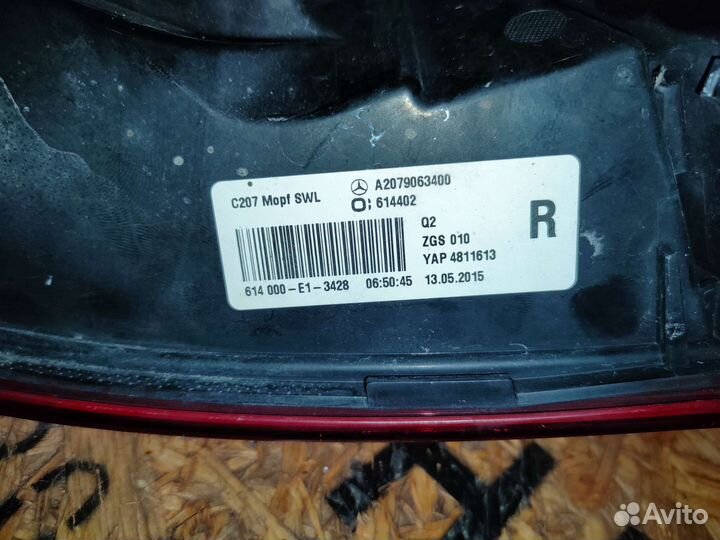 C207 Mopf SWL
A2079063400
614402
Q2
ZGS 010
YAP 4811613
R
614 000-E1-3428 06:50:45 13.05.2015
Avito